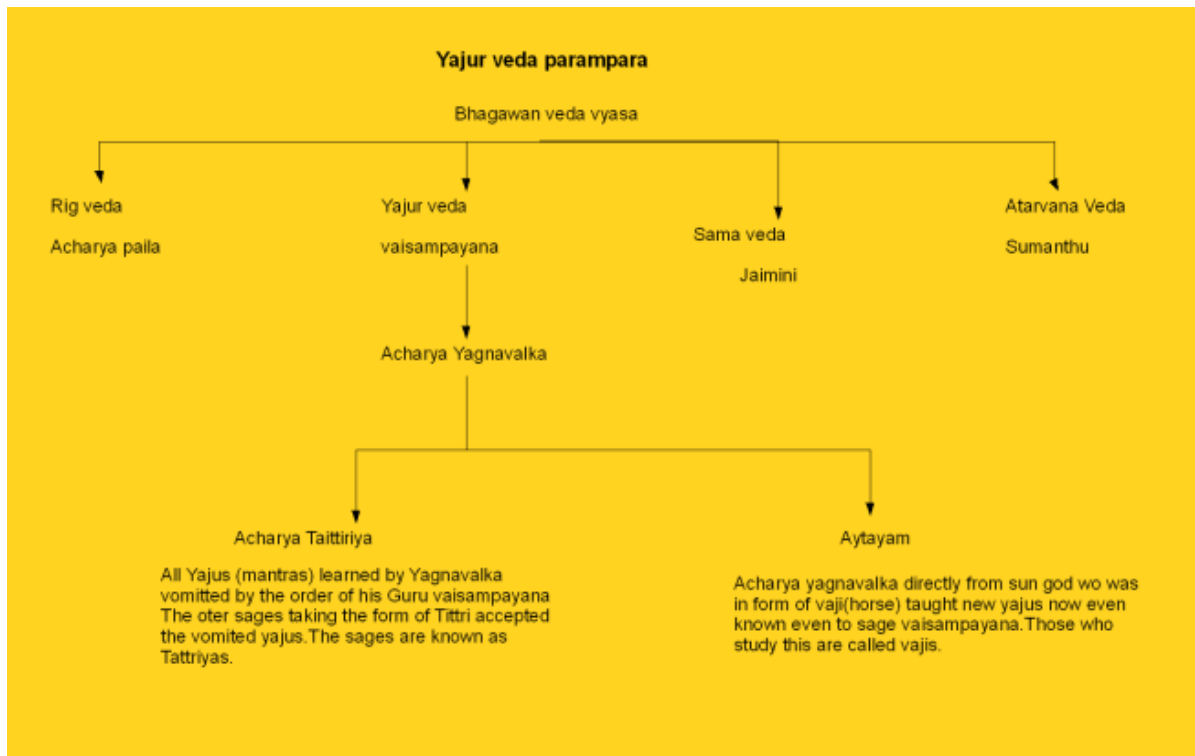 Yajur veda parampara
Bhagawan veda vyasa
Rig veda
Yajur veda
Sama veda
Atarvana Veda
Acharya paila
vaisampayana
Jaimini
Sumanthu
Acharya Yagnavalka
Acharya Taittiriya
All Yajus (mantras) learned by Yagnavalka
vomitted by the order of his Guru vaisampayana
The oter sages taking the form of Tittri accepted
the vomited yajus.The sages are known as
Tattriyas.
Aytayam
Acharya yagnavalka directly from sun god wo was
in form of vaji(horse) taught new yajus now even
known even to sage vaisampayana.Those who
study this are called vajis.